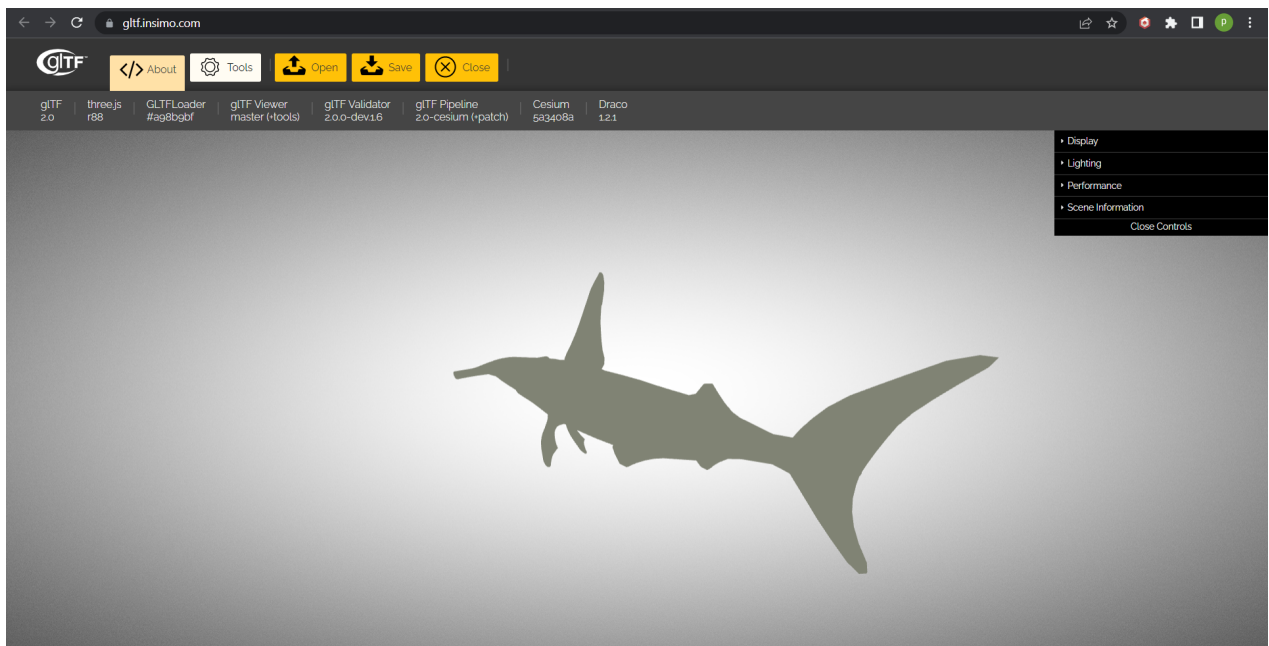 gltf.insimo.com
P
glTF™
</> About
Tools
Open
Save
Close
glTF
2.0
three.js
r88
GLTFLoader
#a98b9bf
glTF Viewer
master (+tools)
glTF Validator
2.0.0-dev.1.6
glTF Pipeline
2.0-cesium (+patch)
Cesium
5a3408a
Draco
1.2.1
Display
Lighting
Performance
Scene Information
Close Controls